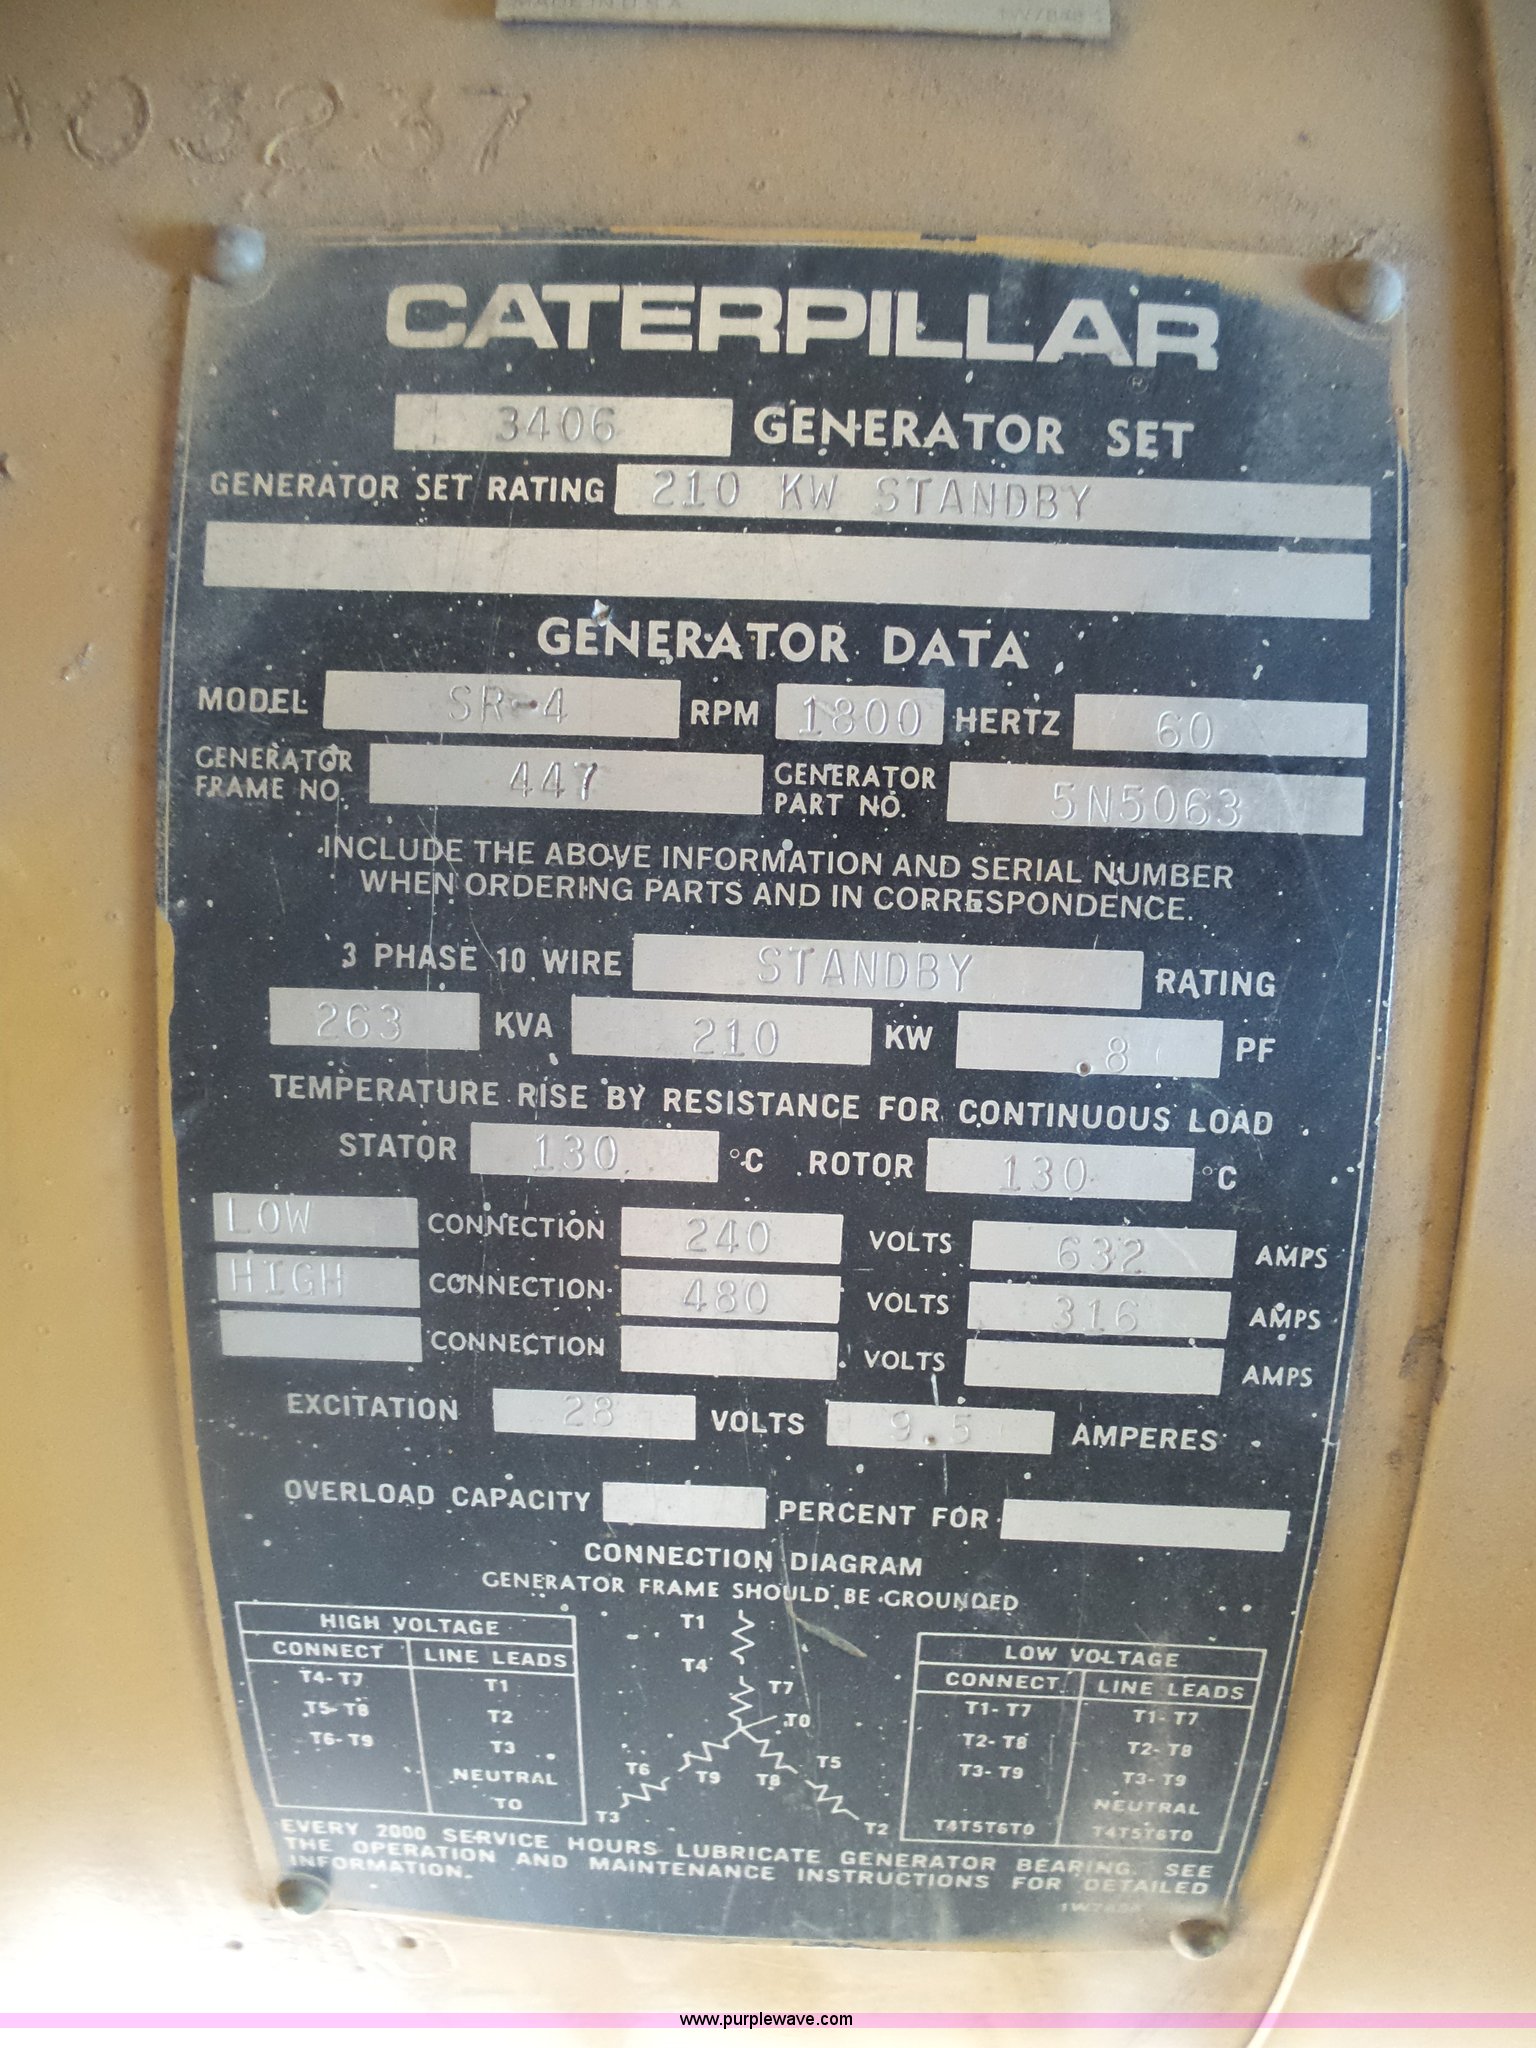 MADE IN U.S.A.
03237
CATERPILLAR
®
3406 GENERATOR SET
GENERATOR SET RATING 210 KW STANDBY
GENERATOR DATA
MODEL SR-4 RPM 1800 HERTZ 60
GENERATOR FRAME NO. 447 GENERATOR PART NO. 5N5063
INCLUDE THE ABOVE INFORMATION AND SERIAL NUMBER
WHEN ORDERING PARTS AND IN CORRESPONDENCE.
3 PHASE 10 WIRE STANDBY RATING
263 KVA 210 KW .8 PF
TEMPERATURE RISE BY RESISTANCE FOR CONTINUOUS LOAD
STATOR 130 °C ROTOR 130 °C
LOW CONNECTION 240 VOLTS 632 AMPS
HIGH CONNECTION 480 VOLTS 316 AMPS
CONNECTION VOLTS AMPS
EXCITATION 28 VOLTS 9.5 AMPERES
OVERLOAD CAPACITY PERCENT FOR
CONNECTION DIAGRAM
GENERATOR FRAME SHOULD BE GROUNDED
HIGH VOLTAGE
CONNECT LINE LEADS
T4-T7 T1
T5-T8 T2
T6-T9 T3
NEUTRAL
T0
T1
T4
T7
T0
T6
T9
T8
T5
T3
T2
LOW VOLTAGE
CONNECT LINE LEADS
T1-T7 T1-T7
T2-T8 T2-T8
T3-T9 T3-T9
NEUTRAL
T4T5T6T0 T4T5T6T0
EVERY 2000 SERVICE HOURS LUBRICATE GENERATOR BEARING. SEE
THE OPERATION AND MAINTENANCE INSTRUCTIONS FOR DETAILED
INFORMATION.
www.purplewave.com